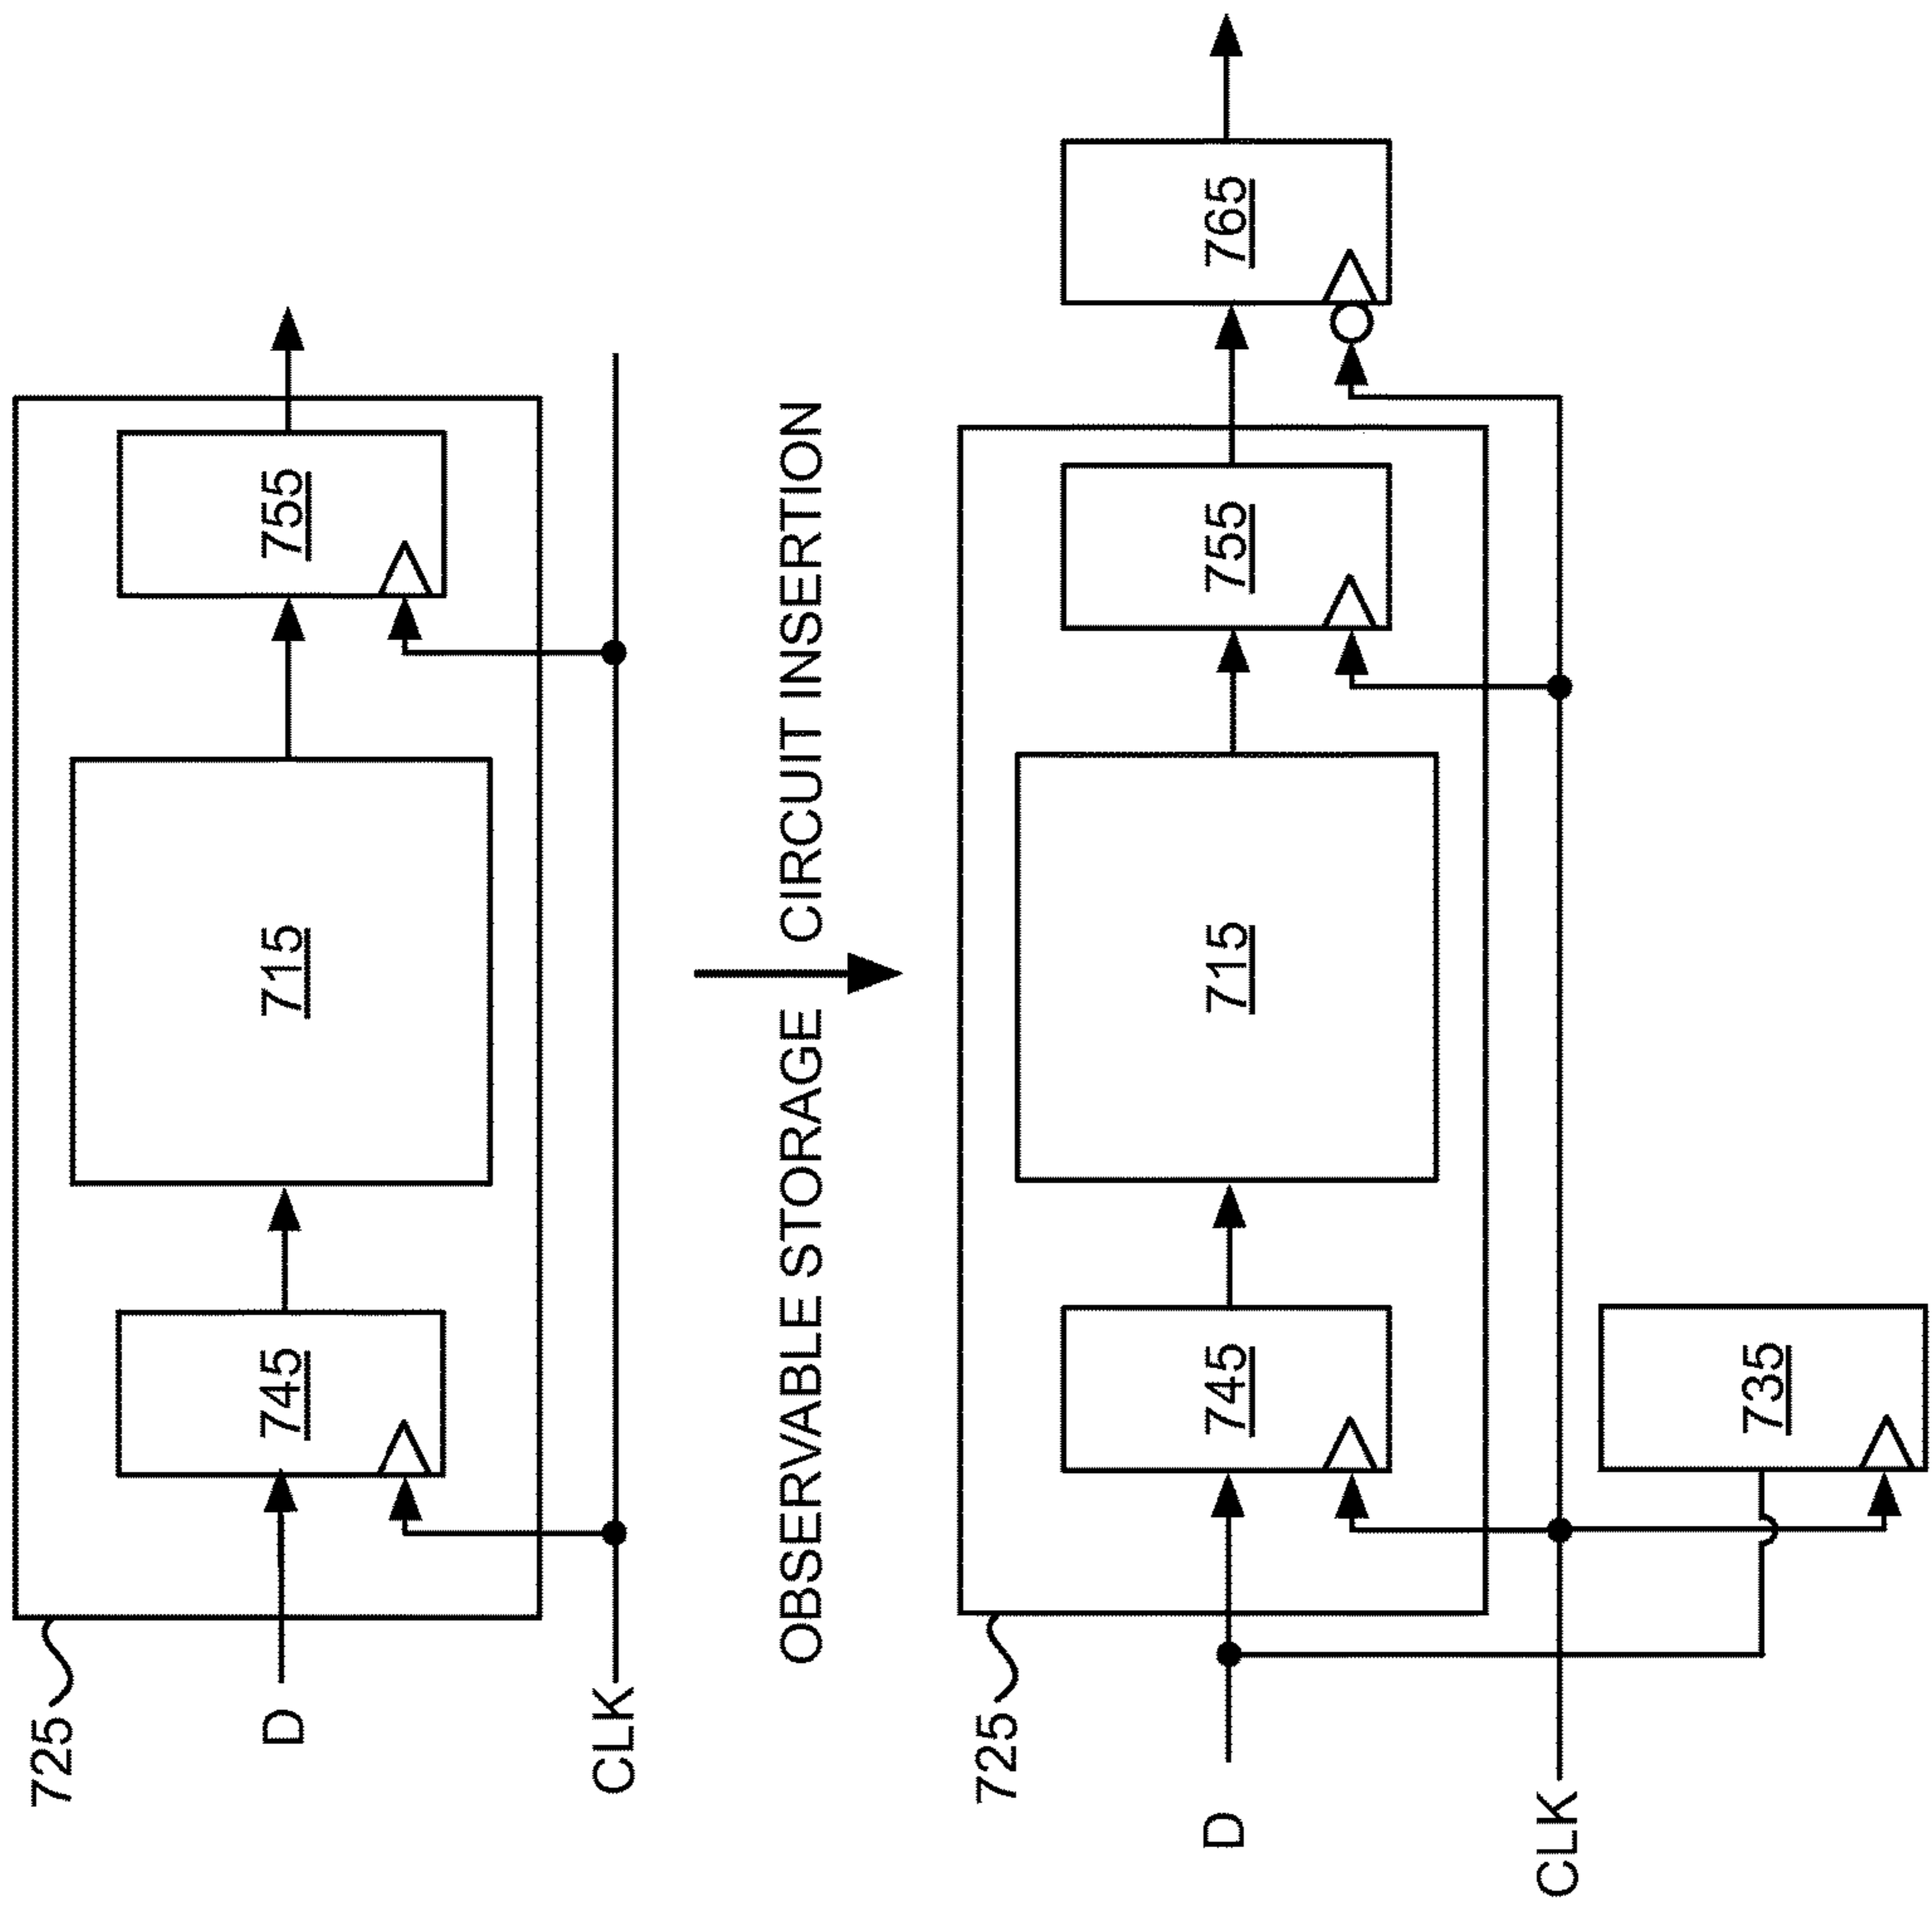 725
D
CLK
745
715
755
OBSERVABLE STORAGE CIRCUIT INSERTION
725
D
CLK
745
715
755
765
735